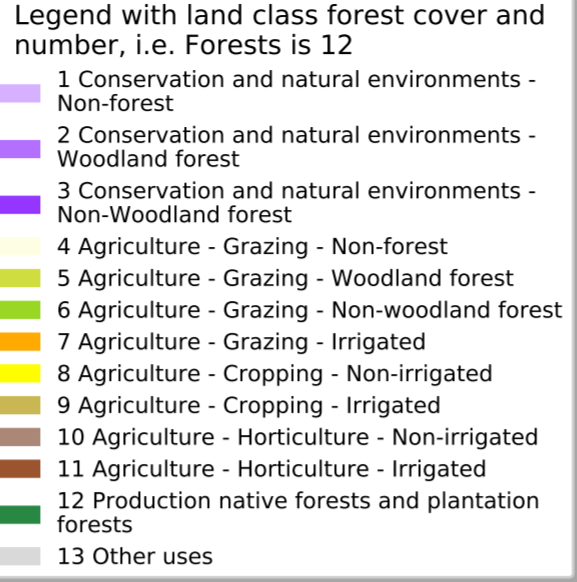 Legend with land class forest cover and
number, i.e. Forests is 12
1 Conservation and natural environments -
Non-forest
2 Conservation and natural environments -
Woodland forest
3 Conservation and natural environments -
Non-Woodland forest
4 Agriculture - Grazing - Non-forest
5 Agriculture - Grazing - Woodland forest
6 Agriculture - Grazing - Non-woodland forest
7 Agriculture - Grazing - Irrigated
8 Agriculture - Cropping - Non-irrigated
9 Agriculture - Cropping - Irrigated
10 Agriculture - Horticulture - Non-irrigated
11 Agriculture - Horticulture - Irrigated
12 Production native forests and plantation
forests
13 Other uses